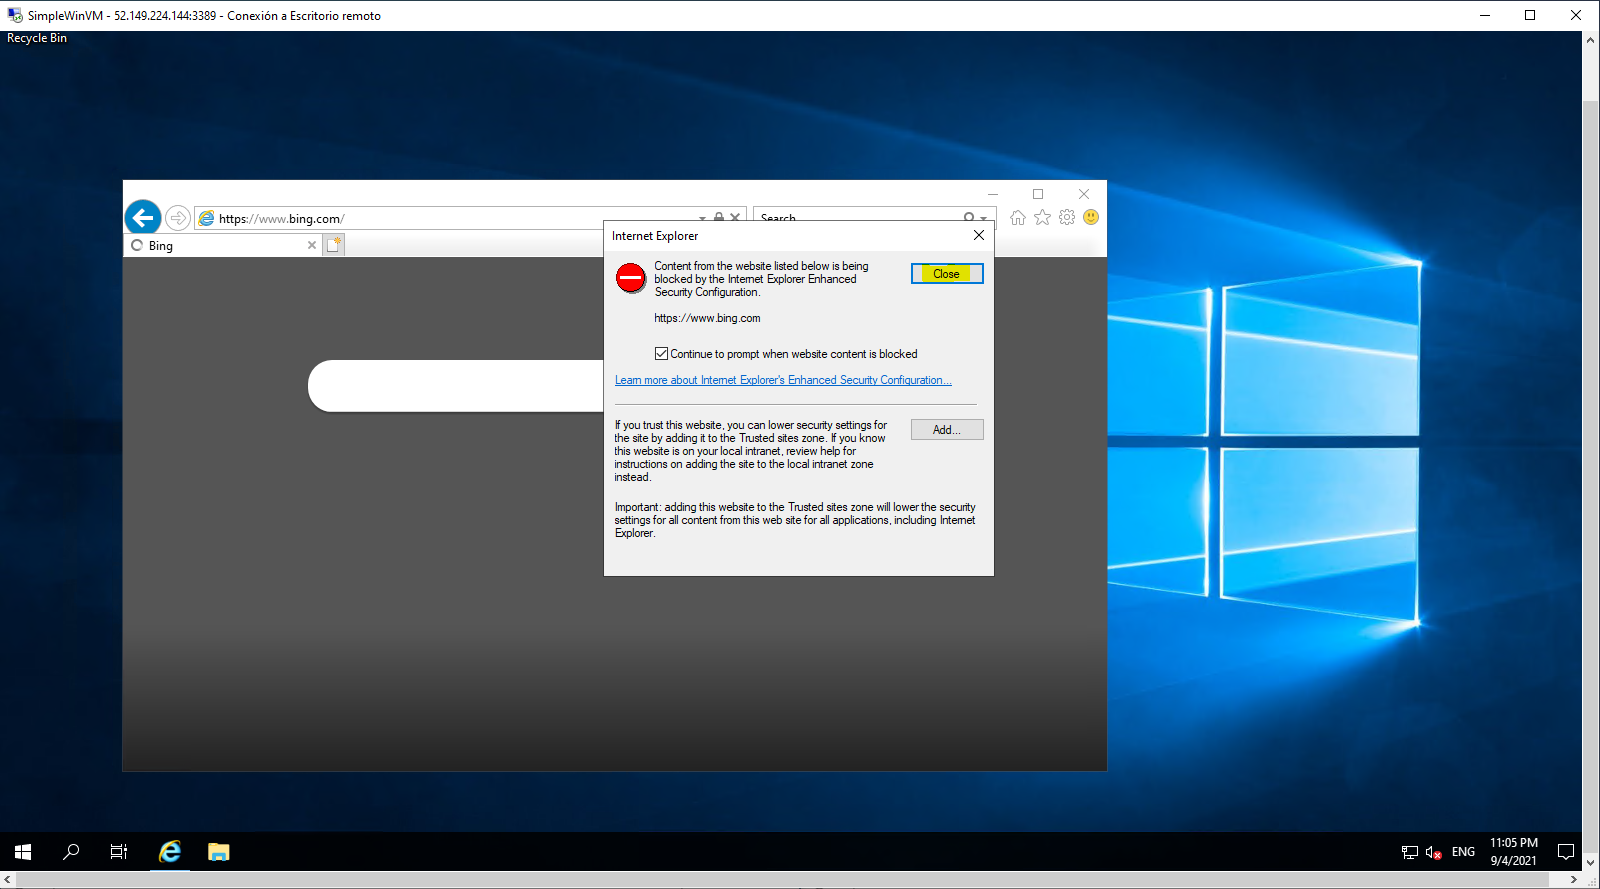 SimpleWinVM - 52.149.224.144:3389 - Conexión a Escritorio remoto
Recycle Bin
https://www.bing.com/
Search
Bing
Internet Explorer
Content from the website listed below is being
blocked by the Internet Explorer Enhanced
Security Configuration.
Close
https://www.bing.com
Continue to prompt when website content is blocked
Learn more about Internet Explorer's Enhanced Security Configuration...
If you trust this website, you can lower security settings for
the site by adding it to the Trusted sites zone. If you know
this website is on your local intranet, review help for
instructions on adding the site to the local intranet zone
instead.
Add...
Important: adding this website to the Trusted sites zone will lower the security
settings for all content from this web site for all applications, including Internet
Explorer.
ENG
11:05 PM
9/4/2021